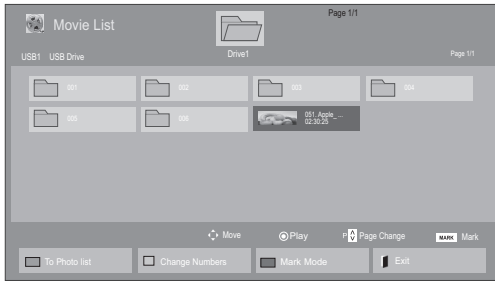 Movie List
Page 1/1
USB1 USB Drive
Drive1
Page 1/1
001
002
003
004
005
006
051. Apple_ ...
02:30:25
Move
Play
P Page Change
MARK Mark
To Photo list
Change Numbers
Mark Mode
Exit